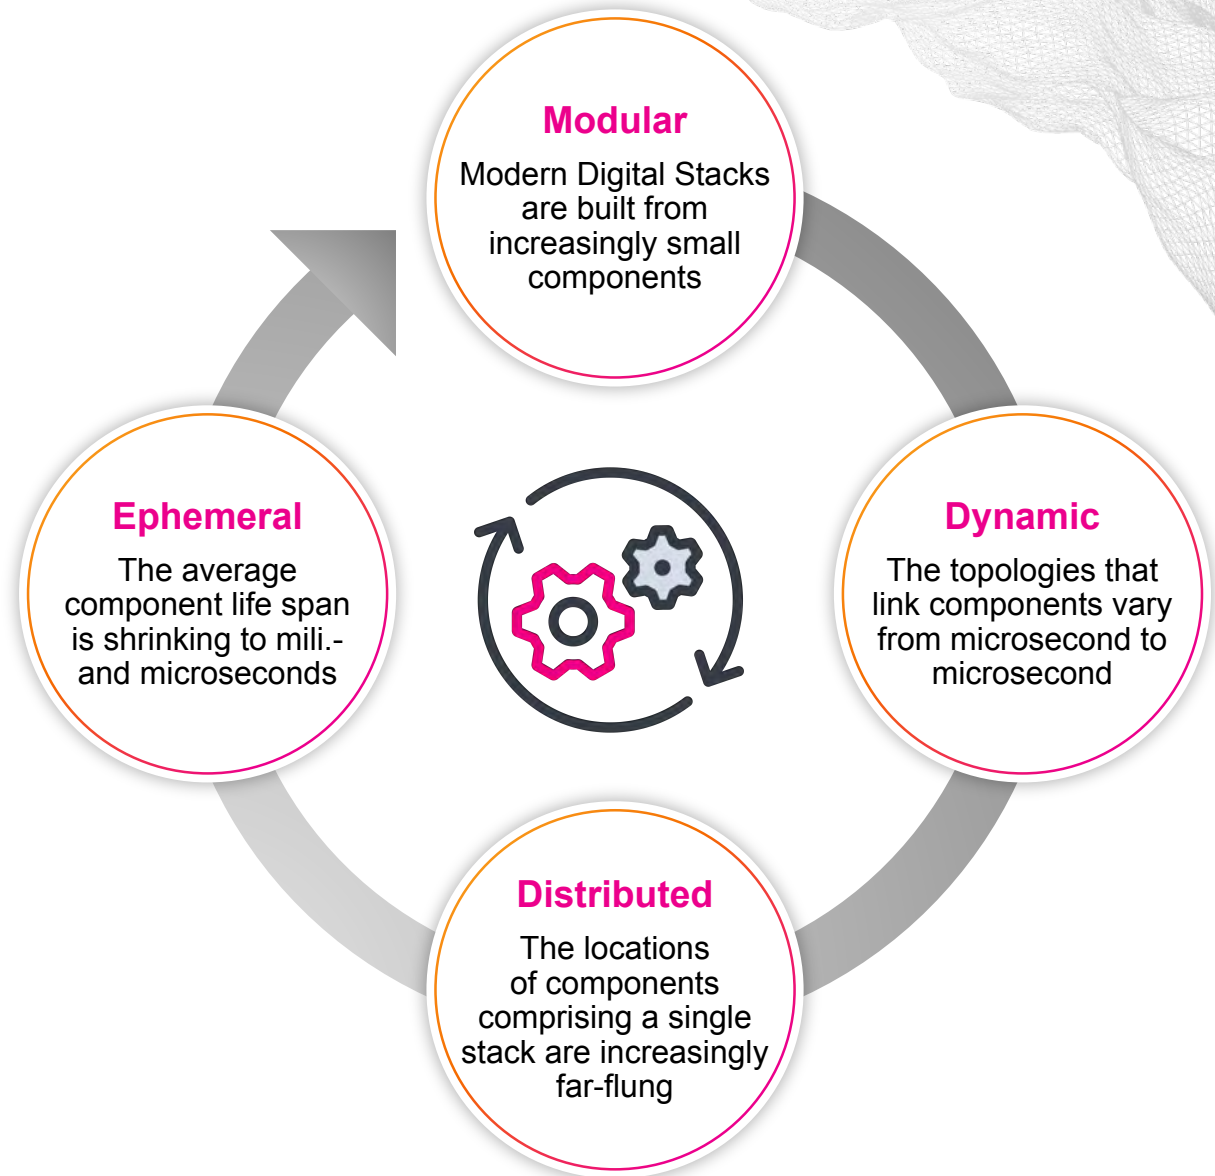 Modular
Modern Digital Stacks
are built from
increasingly small
components
Dynamic
The topologies that
link components vary
from microsecond to
microsecond
Distributed
The locations
of components
comprising a single
stack are increasingly
far-flung
Ephemeral
The average
component life span
is shrinking to mili.-
and microseconds